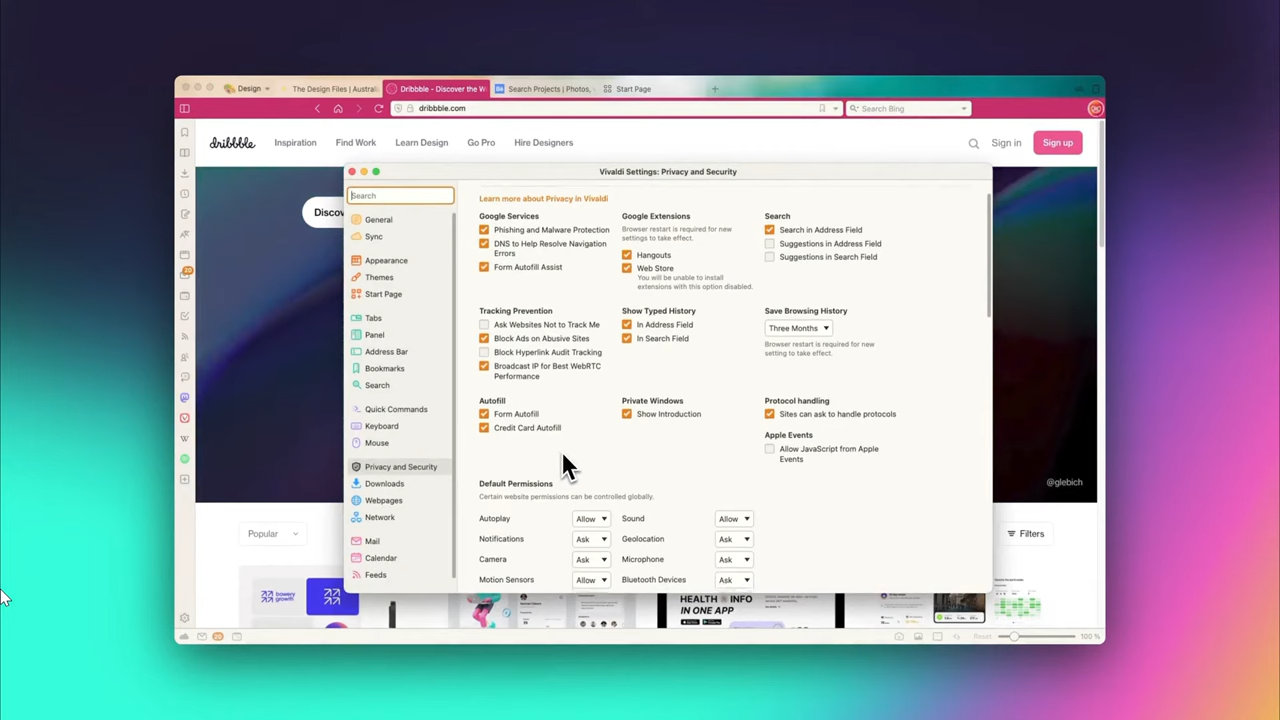 Design
The Design Files | Austral
Dribbble - Discover the W
Search Projects | Photos,
Start Page
dribbble.com
Search Bing
dribbble
Inspiration
Find Work
Learn Design
Go Pro
Hire Designers
Sign in
Sign up
Discov
Vivaldi Settings: Privacy and Security
Search
General
Sync
Appearance
Themes
Start Page
Tabs
Panel
Address Bar
Bookmarks
Search
Quick Commands
Keyboard
Mouse
Privacy and Security
Downloads
Webpages
Network
Mail
Calendar
Feeds
Learn more about Privacy in Vivaldi
Google Services
Phishing and Malware Protection
DNS to Help Resolve Navigation
Errors
Form Autofill Assist
Google Extensions
Browser restart is required for new
settings to take effect.
Hangouts
Web Store
You will be unable to install
extensions with this option disabled.
Search
Search in Address Field
Suggestions in Address Field
Suggestions in Search Field
Tracking Prevention
Ask Websites Not to Track Me
Block Ads on Abusive Sites
Block Hyperlink Audit Tracking
Broadcast IP for Best WebRTC
Performance
Show Typed History
In Address Field
In Search Field
Save Browsing History
Three Months
Browser restart is required for new
setting to take effect.
Autofill
Form Autofill
Credit Card Autofill
Private Windows
Show Introduction
Protocol handling
Sites can ask to handle protocols
Apple Events
Allow JavaScript from Apple
Events
Default Permissions
Certain website permissions can be controlled globally.
Autoplay
Allow
Sound
Allow
Notifications
Ask
Geolocation
Ask
Camera
Ask
Microphone
Ask
Motion Sensors
Allow
Bluetooth Devices
Ask
@glebich
Popular
Filters
bowery
growth
HEALTH + INFO
IN ONE APP
20
Reset
100 %